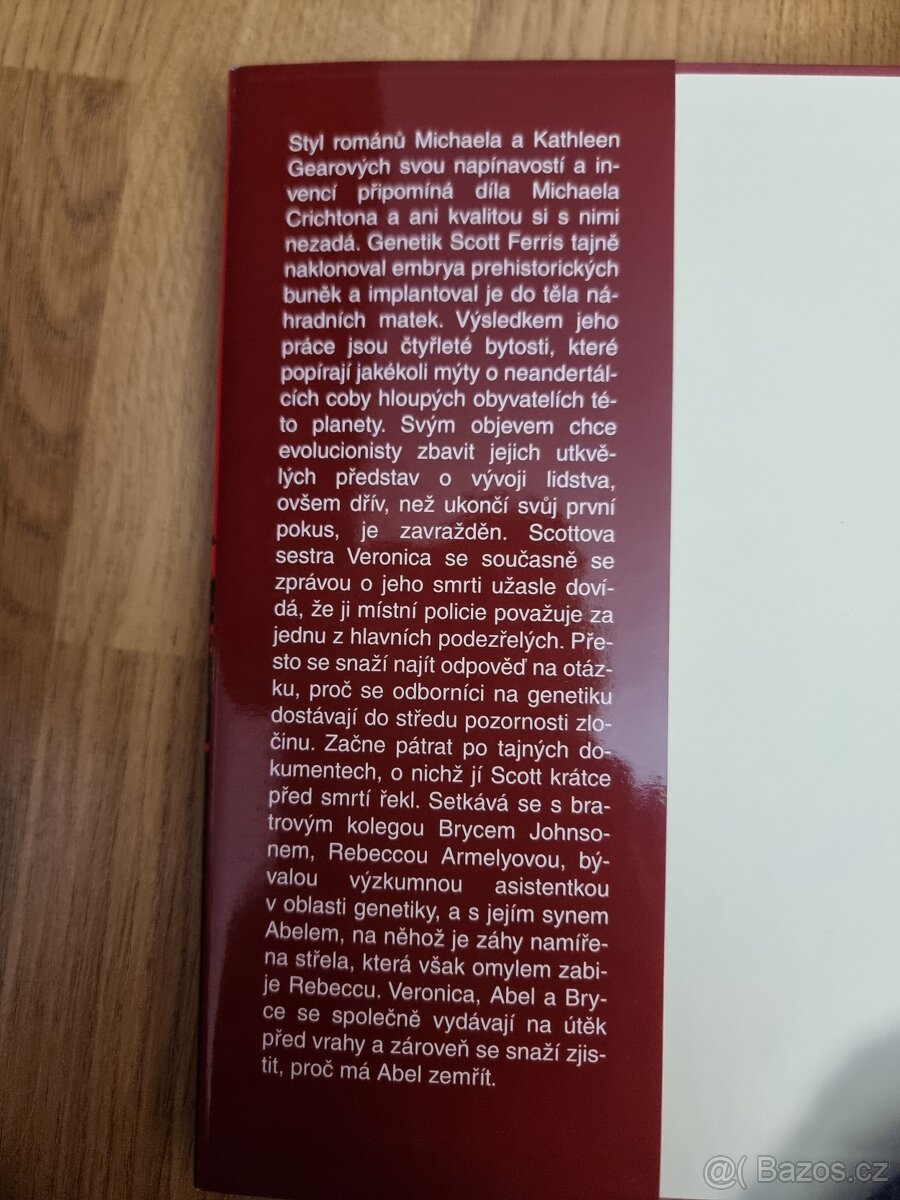 Styl románů Michaela a Kathleen
Gearových svou napínavostí a in-
vencí připomíná díla Michaela
Crichtona a ani kvalitou si s nimi
nezadá. Genetik Scott Ferris tajně
naklonoval embrya prehistorických
buněk a implantoval je do těla ná-
hradních matek. Výsledkem jeho
práce jsou čtyřleté bytosti, které
popírají jakékoli mýty o neandertál-
cích coby hloupých obyvatelích té-
to planety. Svým objevem chce
evolucionisty zbavit jejich utkvě-
lých představ o vývoji lidstva,
ovšem dřív, než ukončí svůj první
pokus, je zavražděn. Scottova
sestra Veronica se současně se
zprávou o jeho smrti užasle doví-
dá, že ji místní policie považuje za
jednu z hlavních podezřelých. Pře-
sto se snaží najít odpověď na otáz-
ku, proč se odborníci na genetiku
dostávají do středu pozornosti zlo-
činu. Začne pátrat po tajných do-
kumentech, o nichž jí Scott krátce
před smrtí řekl. Setkává se s bra-
trovým kolegou Brycem Johnso-
nem, Rebeccou Armelyovou, bý-
valou výzkumnou asistentkou
v oblasti genetiky, a s jejím synem
Abelem, na něhož je záhy namíře-
na střela, která však omylem zabi-
je Rebeccu. Veronica, Abel a Bry-
ce se společně vydávají na útěk
před vrahy a zároveň se snaží zjis-
tit, proč má Abel zemřít.
@( Bazos.cz